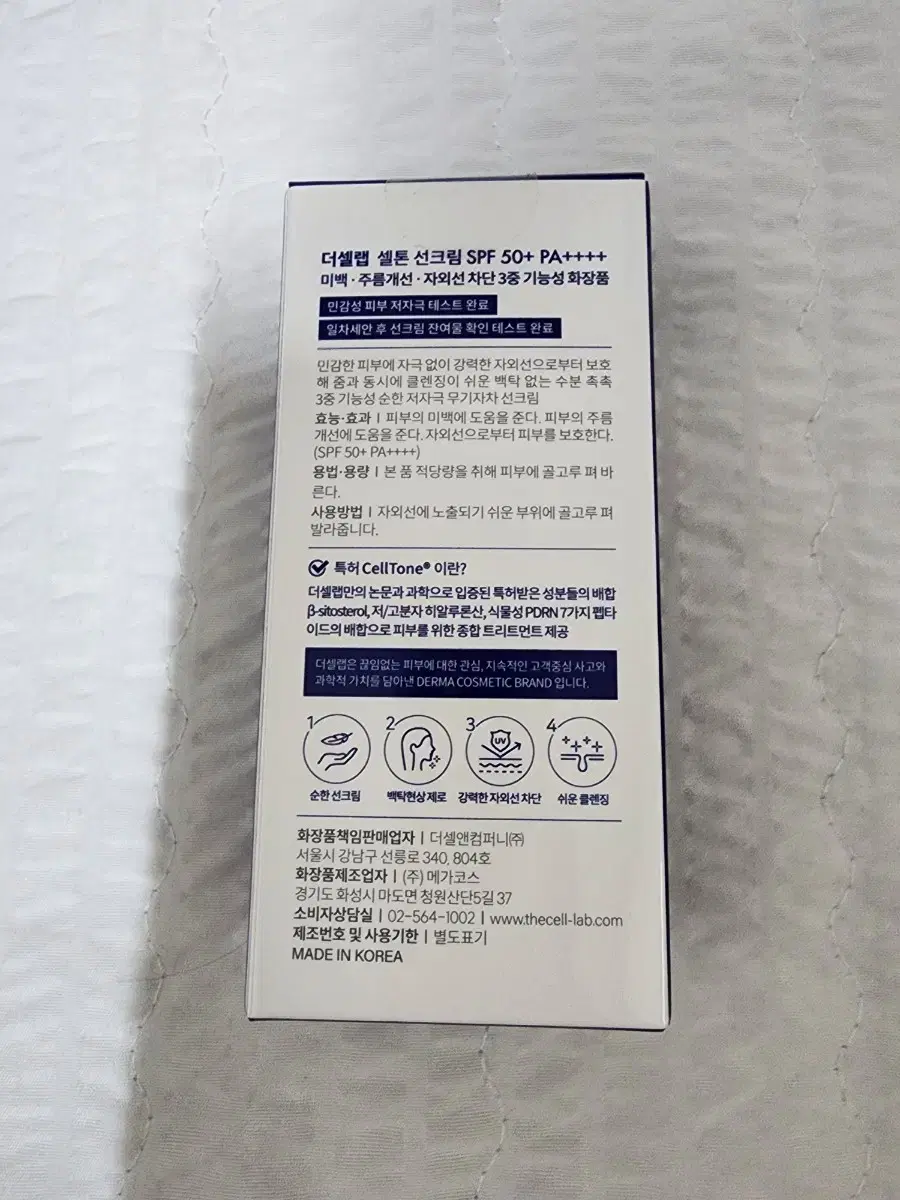 더셀랩 셀톤 선크림 SPF 50+ PA++++
미백 · 주름개선 · 자외선 차단 3중 기능성 화장품
민감성 피부 저자극 테스트 완료
일차세안 후 선크림 잔여물 확인 테스트 완료
민감한 피부에 자극 없이 강력한 자외선으로부터 보호
해 줌과 동시에 클렌징이 쉬운 백탁 없는 수분 촉촉
3중 기능성 순한 저자극 무기자차 선크림
효능·효과 | 피부의 미백에 도움을 준다. 피부의 주름
개선에 도움을 준다. 자외선으로부터 피부를 보호한다.
(SPF 50+ PA++++)
용법·용량 | 본 품 적당량을 취해 피부에 골고루 펴 바
른다.
사용방법 | 자외선에 노출되기 쉬운 부위에 골고루 펴
발라줍니다.
특허 CellTone® 이란?
더셀랩만의 논문과 과학으로 입증된 특허받은 성분들의 배합
β-sitosterol, 저/고분자 히알루론산, 식물성 PDRN 7가지 펩타
이드의 배합으로 피부를 위한 종합 트리트먼트 제공
더셀랩은 끊임없는 피부에 대한 관심, 지속적인 고객중심 사고와
과학적 가치를 담아낸 DERMA COSMETIC BRAND 입니다.
1 2 3 4
UV
순한 선크림 백탁현상 제로 강력한 자외선 차단 쉬운 클렌징
화장품책임판매업자 | 더셀앤컴퍼니㈜
서울시 강남구 선릉로 340, 804호
화장품제조업자 | (주) 메가코스
경기도 화성시 마도면 청원산단5길 37
소비자상담실 | 02-564-1002 | www.thecell-lab.com
제조번호 및 사용기한 | 별도표기
MADE IN KOREA